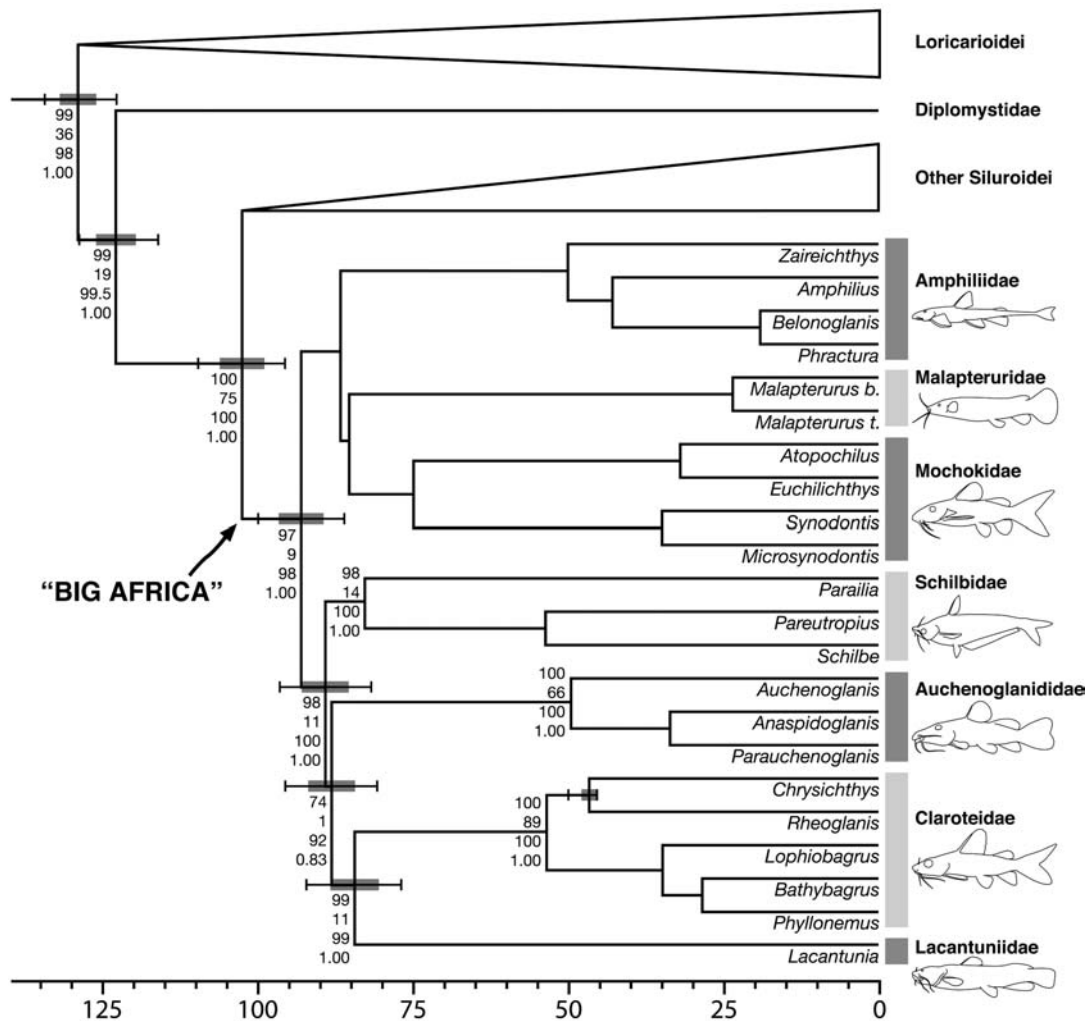 Loricarioidei
99
36
98
1.00
Diplomystidae
Other Siluroidei
99
19
99.5
1.00
Zaireichthys
Amphilius
Belonoglanis
Phractura
Amphiliidae
100
75
100
1.00
Malapterurus b.
Malapterurus t.
Malapteruridae
Atopochilus
Euchilichthys
Synodontis
Microsynodontis
Mochokidae
97
9
98
1.00
"BIG AFRICA"
98
14
100
1.00
Parailia
Pareutropius
Schilbe
Schilbidae
98
11
100
1.00
100
66
100
1.00
Auchenoglanis
Anaspidoglanis
Parauchenoglanis
Auchenoglanididae
74
1
92
0.83
100
89
100
1.00
Chrysichthys
Rheoglanis
Lophiobagrus
Bathybagrus
Phyllonemus
Claroteidae
99
11
99
1.00
Lacantunia
Lacantuniidae
125 100 75 50 25 0